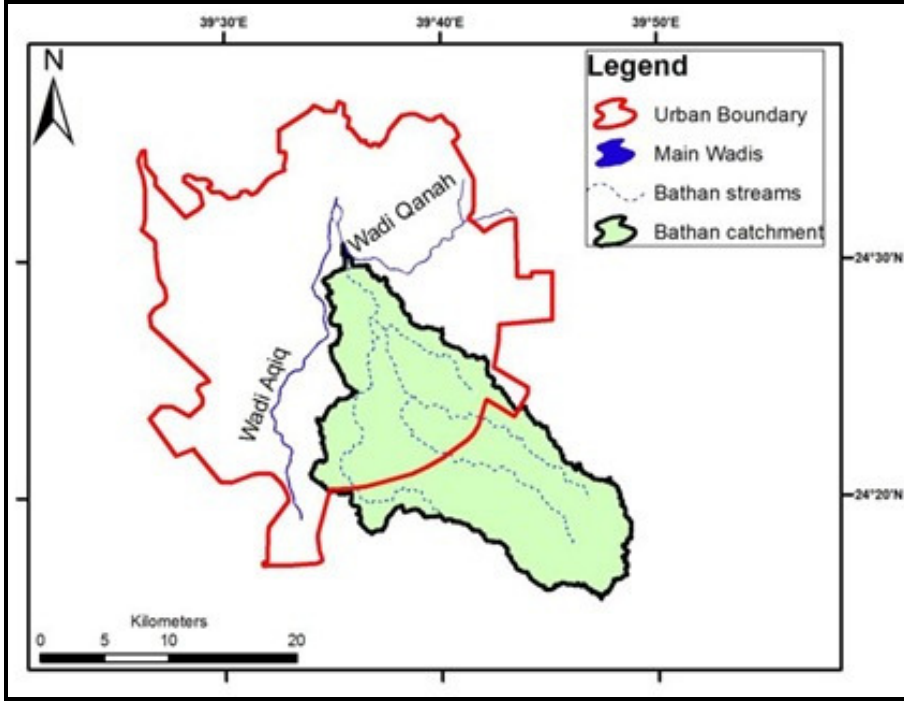 39°30'E
39°40'E
39°50'E
N
Legend
Urban Boundary
Main Wadis
Bathan streams
Bathan catchment
Wadi Qanah
24°30'N
Wadi Aqiq
24°20'N
Kilometers
0 5 10 20